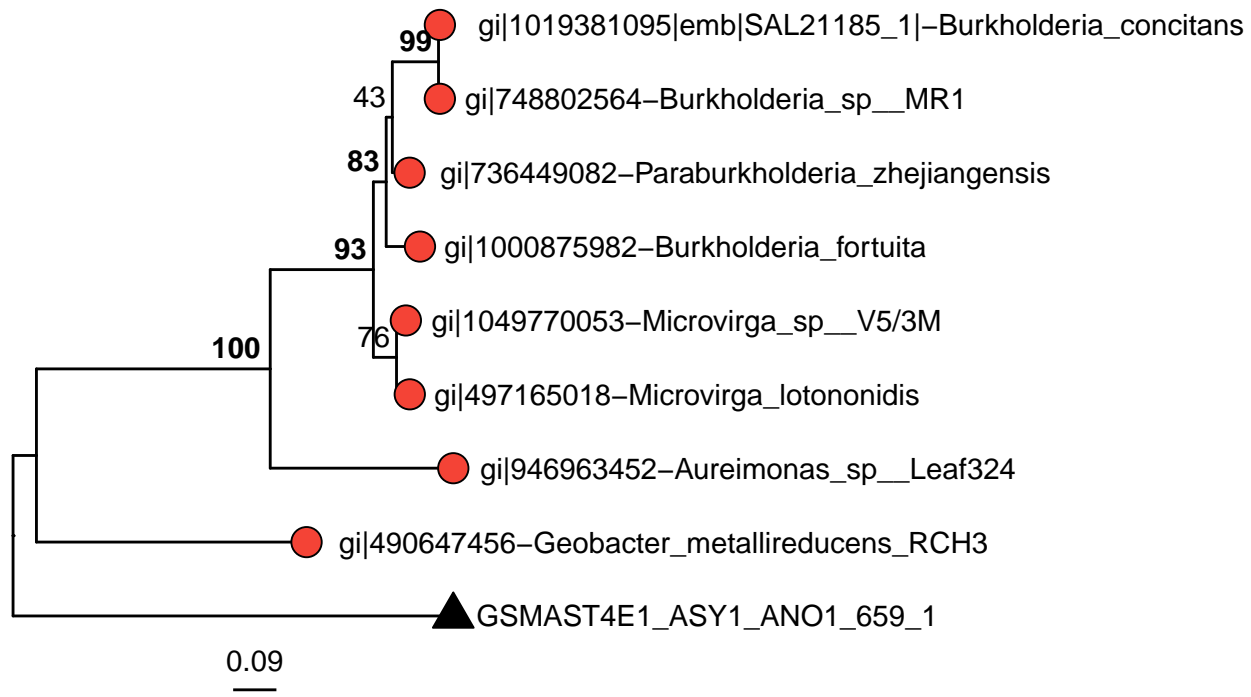 gi|1019381095|emb|SAL21185_1|−Burkholderia_concitans
99
gi|748802564−Burkholderia_sp__MR1
43
83
gi|736449082−Paraburkholderia_zhejiangensis
93
gi|1000875982−Burkholderia_fortuita
gi|1049770053−Microvirga_sp__V5/3M
76
100
gi|497165018−Microvirga_lotononidis
gi|946963452−Aureimonas_sp__Leaf324
gi|490647456−Geobacter_metallireducens_RCH3
GSMAST4E1_ASY1_ANO1_659_1
0.09